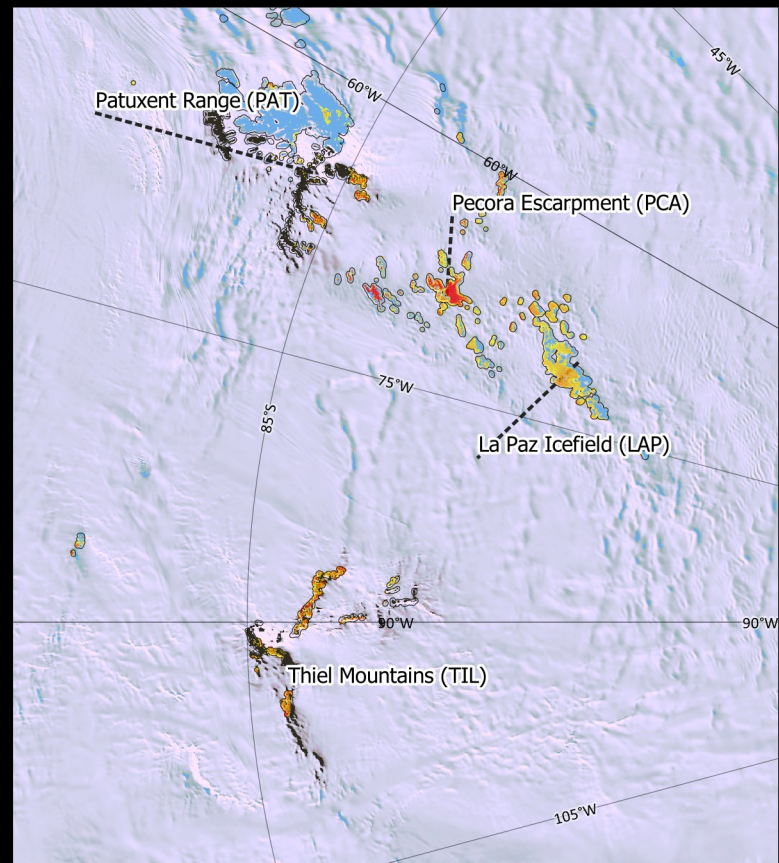 45°W
60°W
Patuxent Range (PAT)
60°W
Pecora Escarpment (PCA)
75°W
85°S
La Paz Icefield (LAP)
90°W
90°W
Thiel Mountains (TIL)
105°W